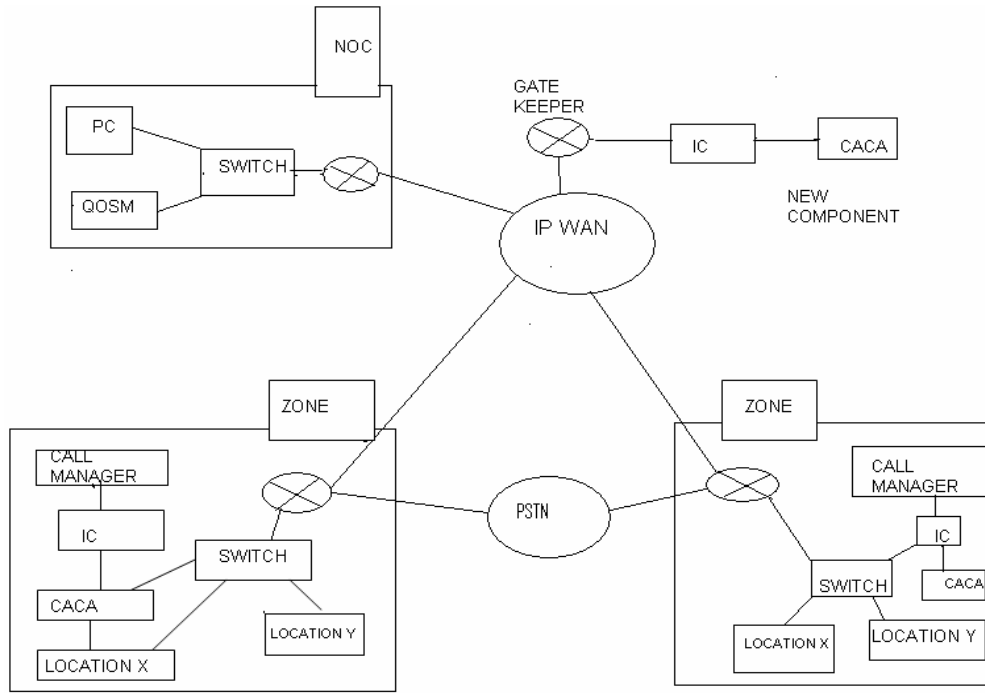 NOC
PC
SWITCH
QOSM
GATE
KEEPER
IC
CACA
NEW
COMPONENT
IP WAN
ZONE
CALL
MANAGER
IC
SWITCH
CACA
LOCATION X
LOCATION Y
PSTN
ZONE
CALL
MANAGER
IC
SWITCH
CACA
LOCATION X
LOCATION Y